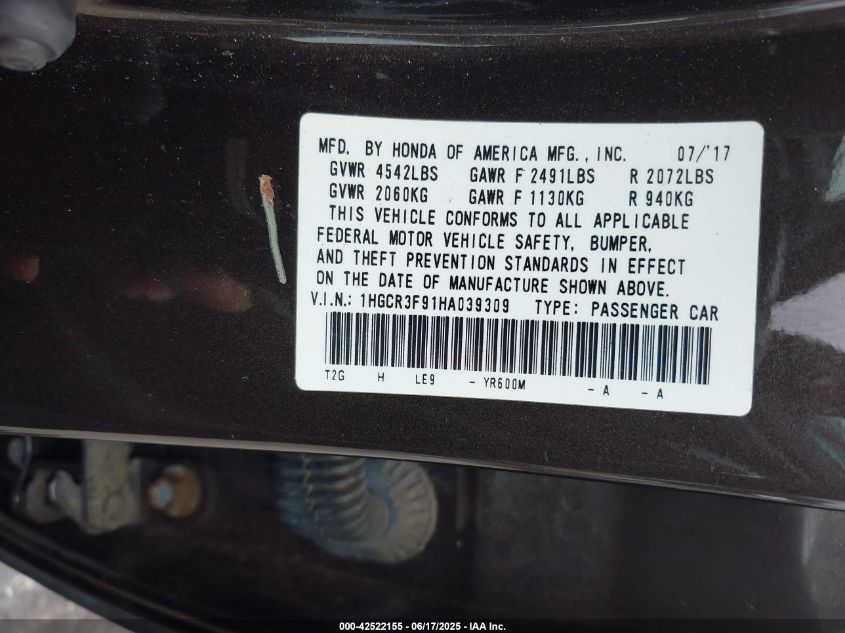 MFD. BY HONDA OF AMERICA MFG., INC. 07/'17
GVWR 4542LBS GAWR F 2491LBS R 2072LBS
GVWR 2060KG GAWR F 1130KG R 940KG
THIS VEHICLE CONFORMS TO ALL APPLICABLE
FEDERAL MOTOR VEHICLE SAFETY, BUMPER,
AND THEFT PREVENTION STANDARDS IN EFFECT
ON THE DATE OF MANUFACTURE SHOWN ABOVE.
V.I.N.: 1HGCR3F91HA039309 TYPE: PASSENGER CAR
T2G H LE9 - YR600M - A - A
000-42522155 - 06/17/2025 - IAA Inc.